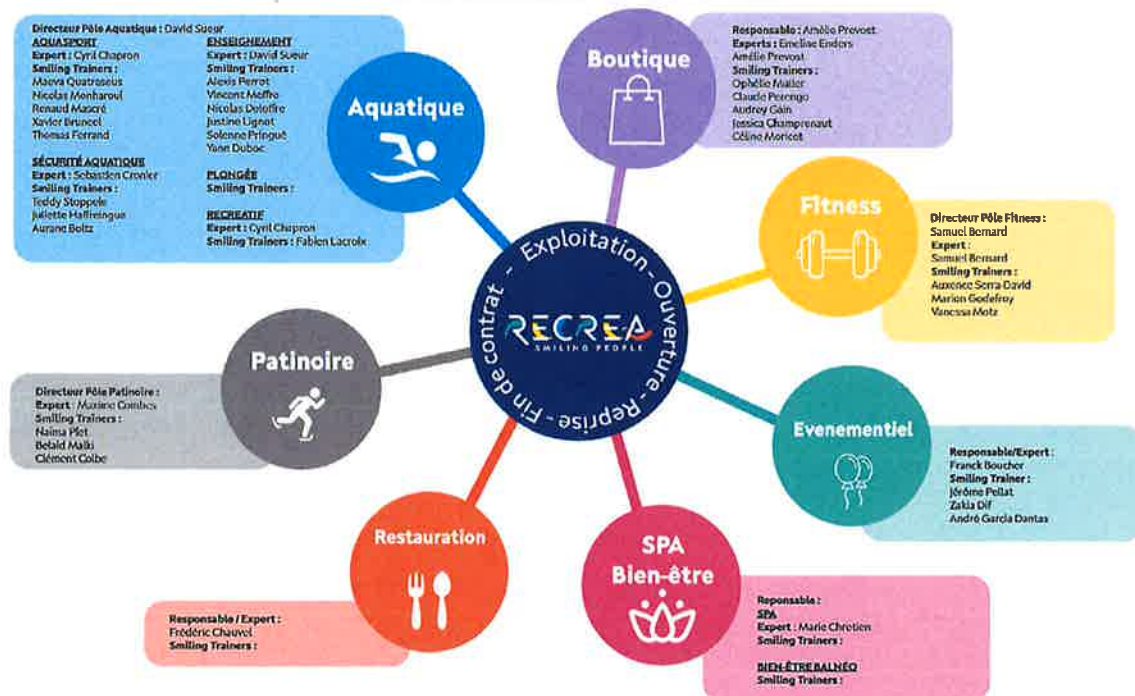 Directeur Pôle Aquatique : David Sueur
AQUASPORT
Expert : Cyril Chapron
Smiling Trainers :
Maeva Quatroseus
Nicolas Monharoul
Renaud Mascré
Xavier Bruneel
Thomas Ferrand
SÉCURITÉ AQUATIQUE
Expert : Sebastien Cronier
Smiling Trainers :
Teddy Stoppele
Juliette Haffreingue
Aurane Boltz
ENSEIGNEMENT
Expert : David Sueur
Smiling Trainers :
Alexis Perrot
Vincent Moffre
Nicolas Deloffre
Justine Lignot
Solenne Pringué
Yann Duboc
PLONGÉE
Smiling Trainers :
RECREATIF
Expert : Cyril Chapron
Smiling Trainers : Fabien Lacroix
Aquatique
Boutique
Responsable : Amélie Prevost
Experts : Emeline Enders
Amélie Prevost
Smiling Trainers :
Ophélie Maller
Claude Perengo
Audrey Gain
Jessica Champrenaut
Céline Moricet
Fitness
Directeur Pôle Fitness :
Samuel Bernard
Expert :
Samuel Bernard
Smiling Trainers :
Auxence Serra-David
Marion Godefroy
Vanessa Motz
Exploitation - Ouverture - Reprise - Fin de contrat -
RECREA
SMILING PEOPLE
Patinoire
Directeur Pôle Patinoire :
Expert : Maxime Combes
Smiling Trainers :
Naima Plet
Belaid Malki
Clément Colbe
Evenementiel
Responsable/Expert :
Franck Boucher
Smiling Trainer :
Jérôme Pellat
Zakia Dif
André Garcia Dantas
Restauration
Responsable / Expert :
Frédéric Chauvel
Smiling Trainers :
SPA
Bien-être
Reponsable :
SPA
Expert : Marie Chretien
Smiling Trainers :
BIEN-ÊTRE BALNÉO
Smiling Trainers :